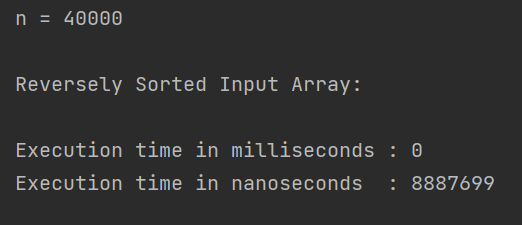 n = 40000
Reversely Sorted Input Array:
Execution time in milliseconds : 0
Execution time in nanoseconds  : 8887699